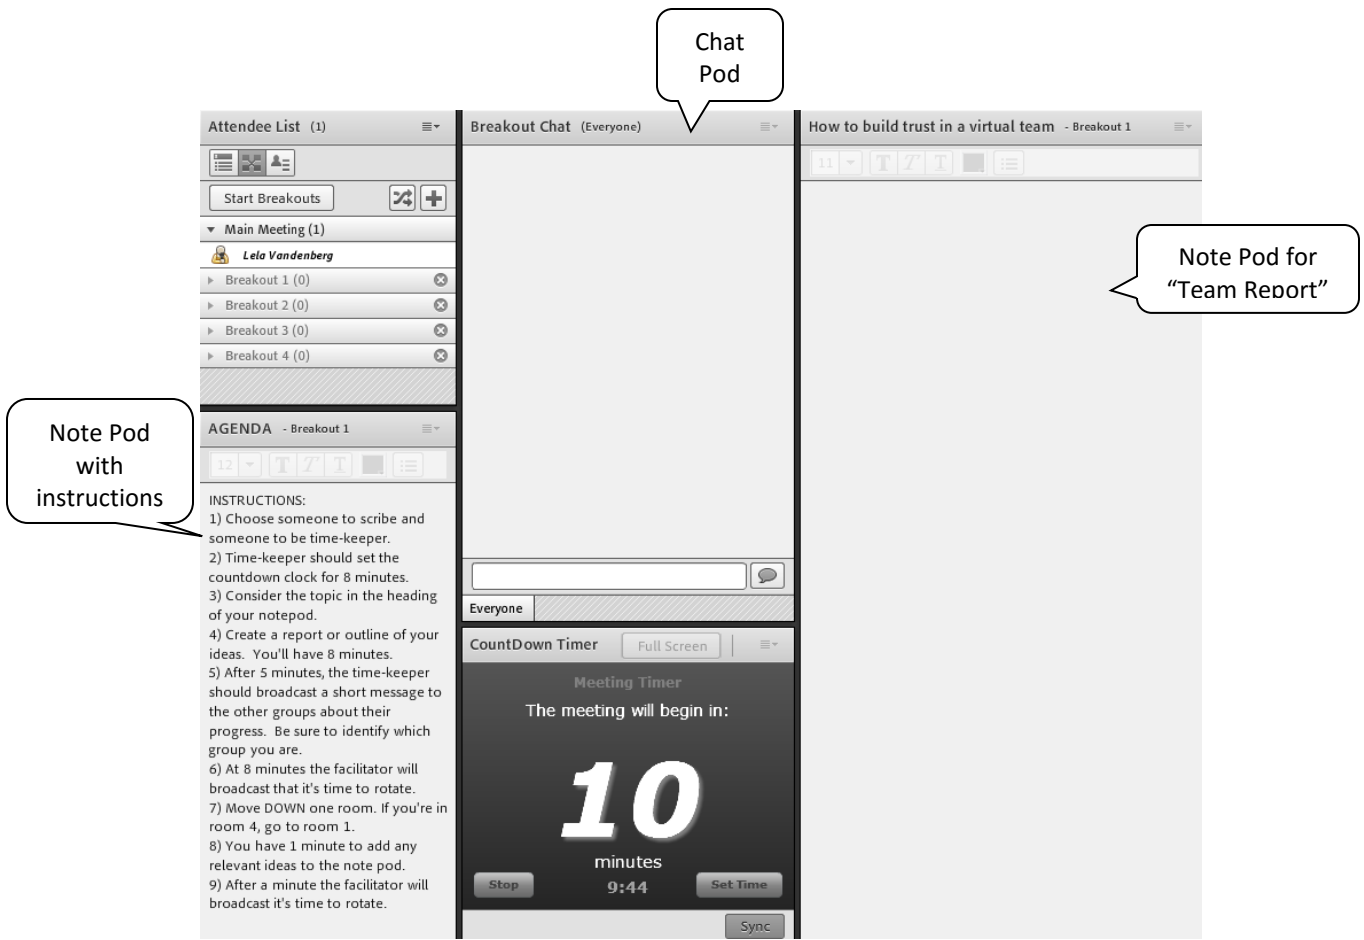 Chat
Pod
Attendee List (1)
Start Breakouts
Main Meeting (1)
Lela Vandenberg
Breakout 1 (0)
Breakout 2 (0)
Breakout 3 (0)
Breakout 4 (0)
Note Pod
with
instructions
AGENDA - Breakout 1
12 T T T
INSTRUCTIONS:
1) Choose someone to scribe and
someone to be time-keeper.
2) Time-keeper should set the
countdown clock for 8 minutes.
3) Consider the topic in the heading
of your notepod.
4) Create a report or outline of your
ideas. You'll have 8 minutes.
5) After 5 minutes, the time-keeper
should broadcast a short message to
the other groups about their
progress. Be sure to identify which
group you are.
6) At 8 minutes the facilitator will
broadcast that it's time to rotate.
7) Move DOWN one room. If you're in
room 4, go to room 1.
8) You have 1 minute to add any
relevant ideas to the note pod.
9) After a minute the facilitator will
broadcast it's time to rotate.
Breakout Chat (Everyone)
Everyone
CountDown Timer Full Screen
Meeting Timer
The meeting will begin in:
10
minutes
Stop 9:44 Set Time
Sync
How to build trust in a virtual team - Breakout 1
11 T T T
Note Pod for
“Team Report”